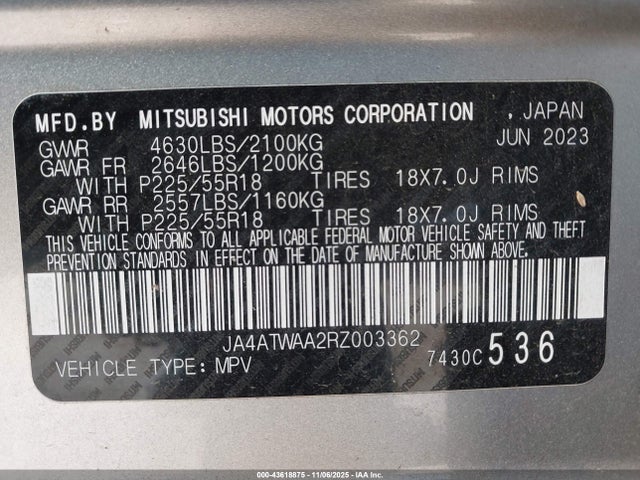 MFD.BY MITSUBISHI MOTORS CORPORATION , JAPAN
GVWR 4630LBS/2100KG JUN 2023
GAWR FR 2646LBS/1200KG
WITH P225/55R18 TIRES 18X7.0J RIMS
GAWR RR 2557LBS/1160KG
WITH P225/55R18 TIRES 18X7.0J RIMS
THIS VEHICLE CONFORMS TO ALL APPLICABLE FEDERAL MOTOR VEHICLE SAFETY AND THEFT
PREVENTION STANDARDS IN EFFECT ON THE DATE OF MANUFACTURE SHOWN ABOVE.
JA4ATWAA2RZ003362
VEHICLE TYPE: MPV 7430C 536
000-43618875 - 11/06/2025 - IAAI.COM